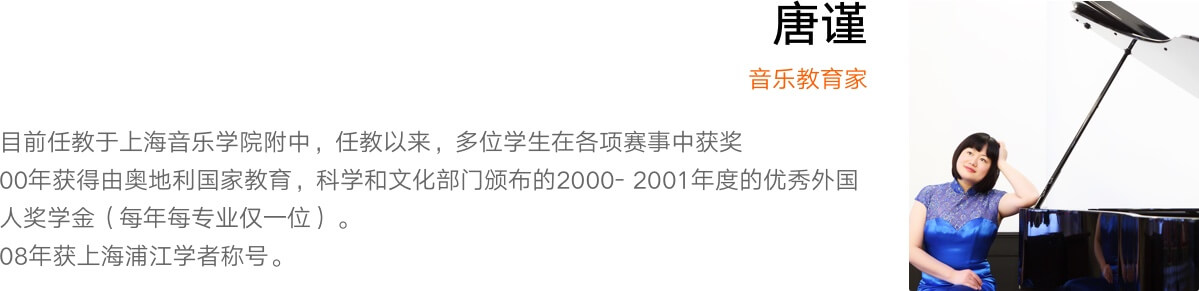 唐谨
音乐教育家
目前任教于上海音乐学院附中，任教以来，多位学生在各项赛事中获奖
00年获得由奥地利国家教育，科学和文化部门颁布的2000- 2001年度的优秀外国
人奖学金（每年每专业仅一位）。
08年获上海浦江学者称号。